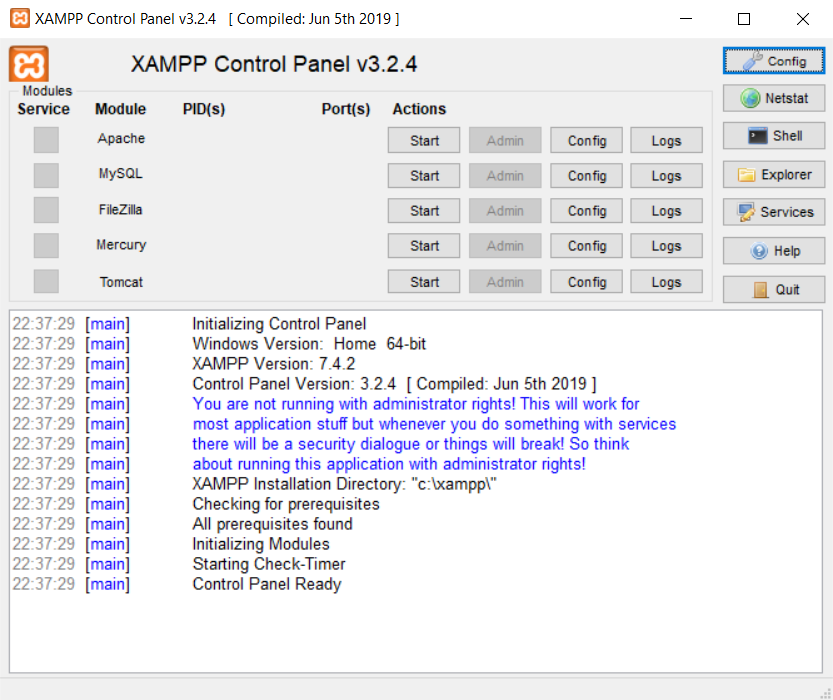 XAMPP Control Panel v3.2.4 [ Compiled: Jun 5th 2019 ]
XAMPP Control Panel v3.2.4
Config
Modules
Service Module PID(s) Port(s) Actions
Netstat
Apache Start Admin Config Logs
Shell
MySQL Start Admin Config Logs
Explorer
FileZilla Start Admin Config Logs
Services
Mercury Start Admin Config Logs
Help
Tomcat Start Admin Config Logs
Quit
22:37:29 [main] Initializing Control Panel
22:37:29 [main] Windows Version: Home 64-bit
22:37:29 [main] XAMPP Version: 7.4.2
22:37:29 [main] Control Panel Version: 3.2.4 [ Compiled: Jun 5th 2019 ]
22:37:29 [main] You are not running with administrator rights! This will work for
22:37:29 [main] most application stuff but whenever you do something with services
22:37:29 [main] there will be a security dialogue or things will break! So think
22:37:29 [main] about running this application with administrator rights!
22:37:29 [main] XAMPP Installation Directory: "c:\xampp\"
22:37:29 [main] Checking for prerequisites
22:37:29 [main] All prerequisites found
22:37:29 [main] Initializing Modules
22:37:29 [main] Starting Check-Timer
22:37:29 [main] Control Panel Ready